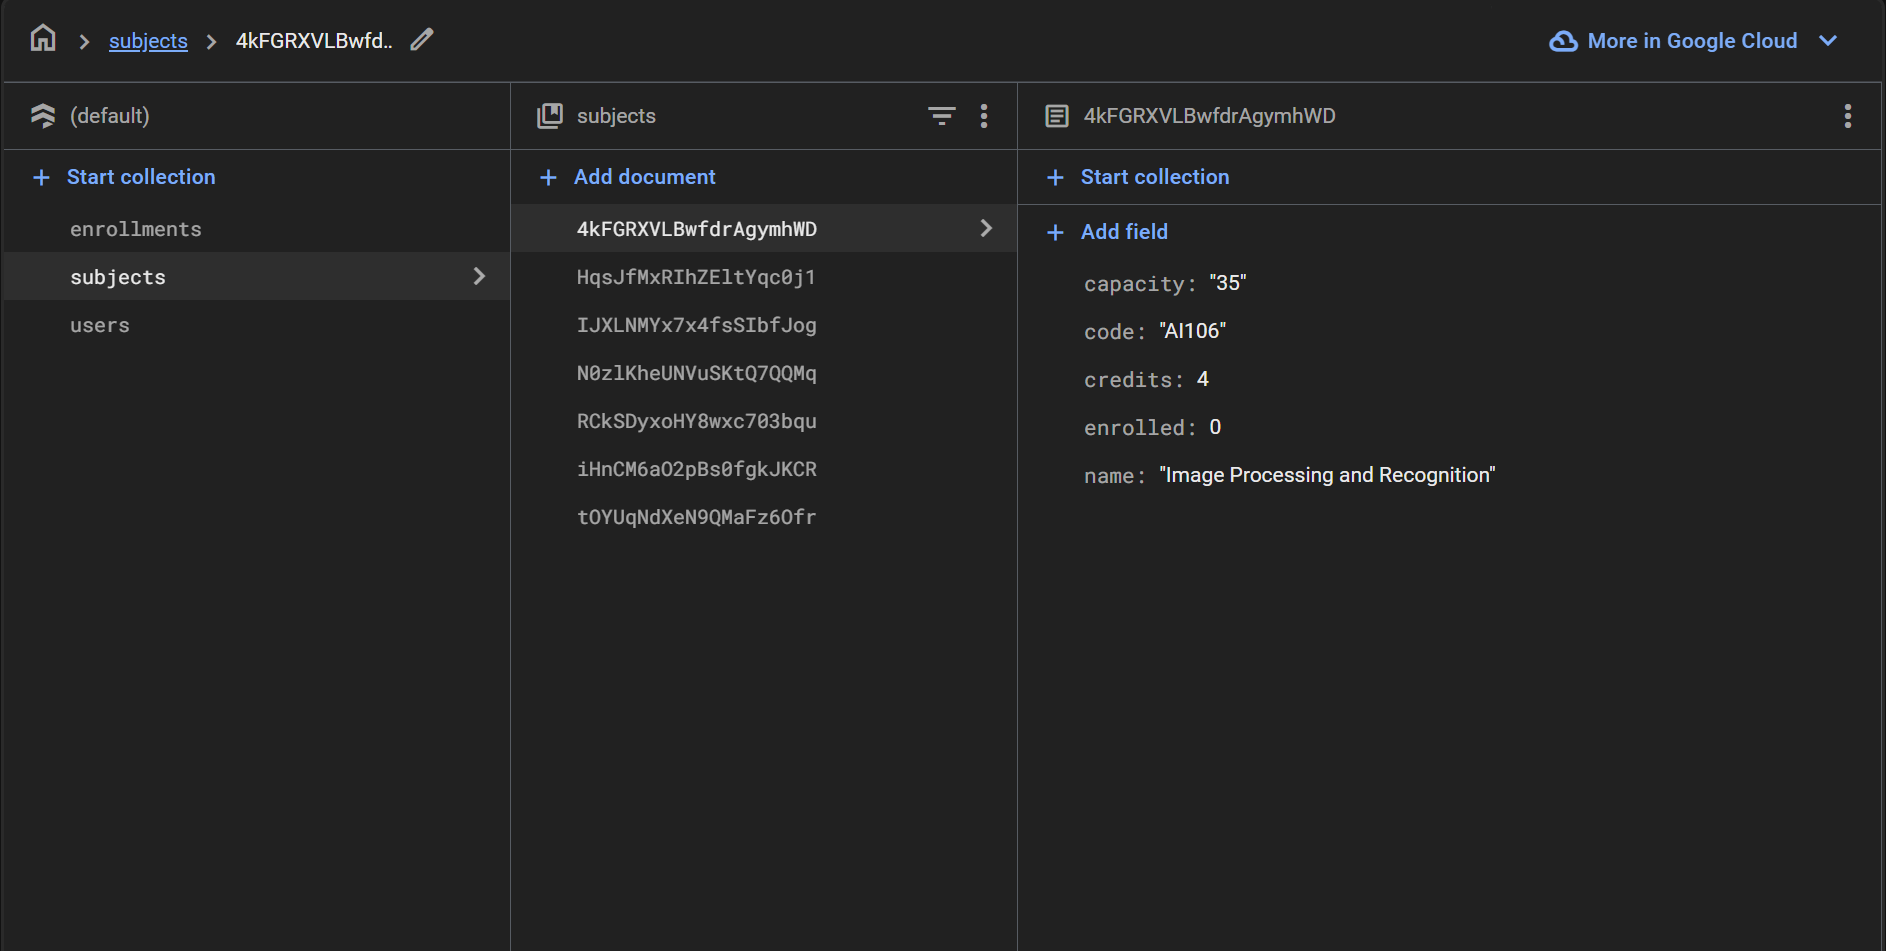 subjects
4kFGRXVLBwfd..
More in Google Cloud
(default)
Start collection
enrollments
subjects
users
subjects
Add document
4kFGRXVLBwfdrAgymhWD
HqsJfMxRIhZEltYqc0j1
IJXLNMYx7x4fsSIbfJog
N0zlKheUNVuSKtQ7QQMq
RCkSDyxoHY8wxc703bqu
iHnCM6aO2pBs0fgkJKCR
tOYUqNdXeN9QMaFz6Ofr
4kFGRXVLBwfdrAgymhWD
Start collection
Add field
capacity: "35"
code: "AI106"
credits: 4
enrolled: 0
name: "Image Processing and Recognition"